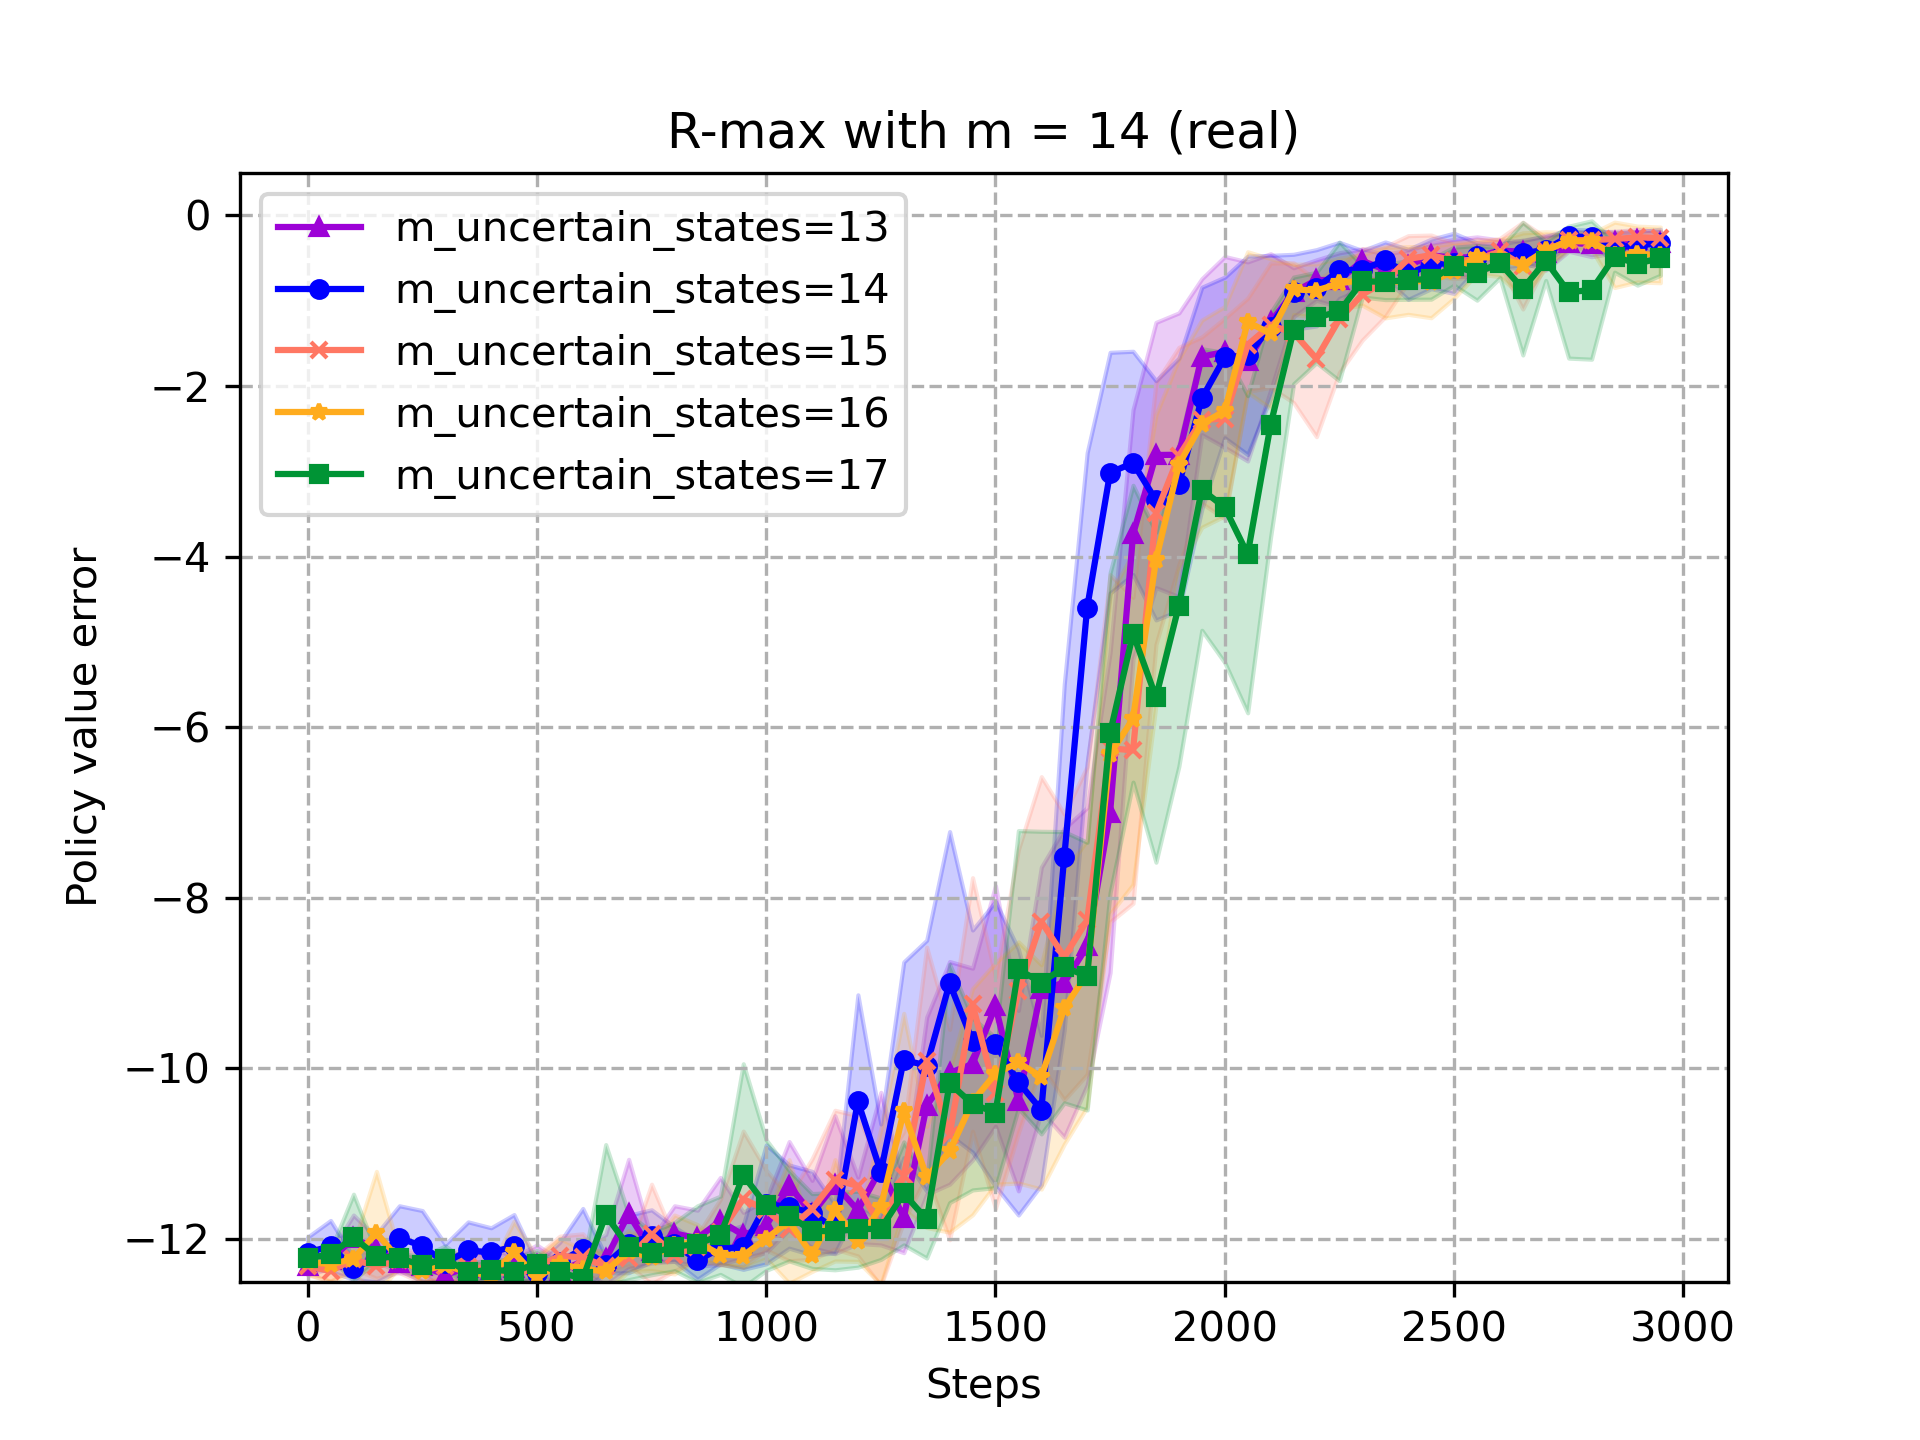 R-max with m = 14 (real)
m_uncertain_states=13
m_uncertain_states=14
m_uncertain_states=15
m_uncertain_states=16
m_uncertain_states=17
Policy value error
0
−2
−4
−6
−8
−10
−12
0 500 1000 1500 2000 2500 3000
Steps